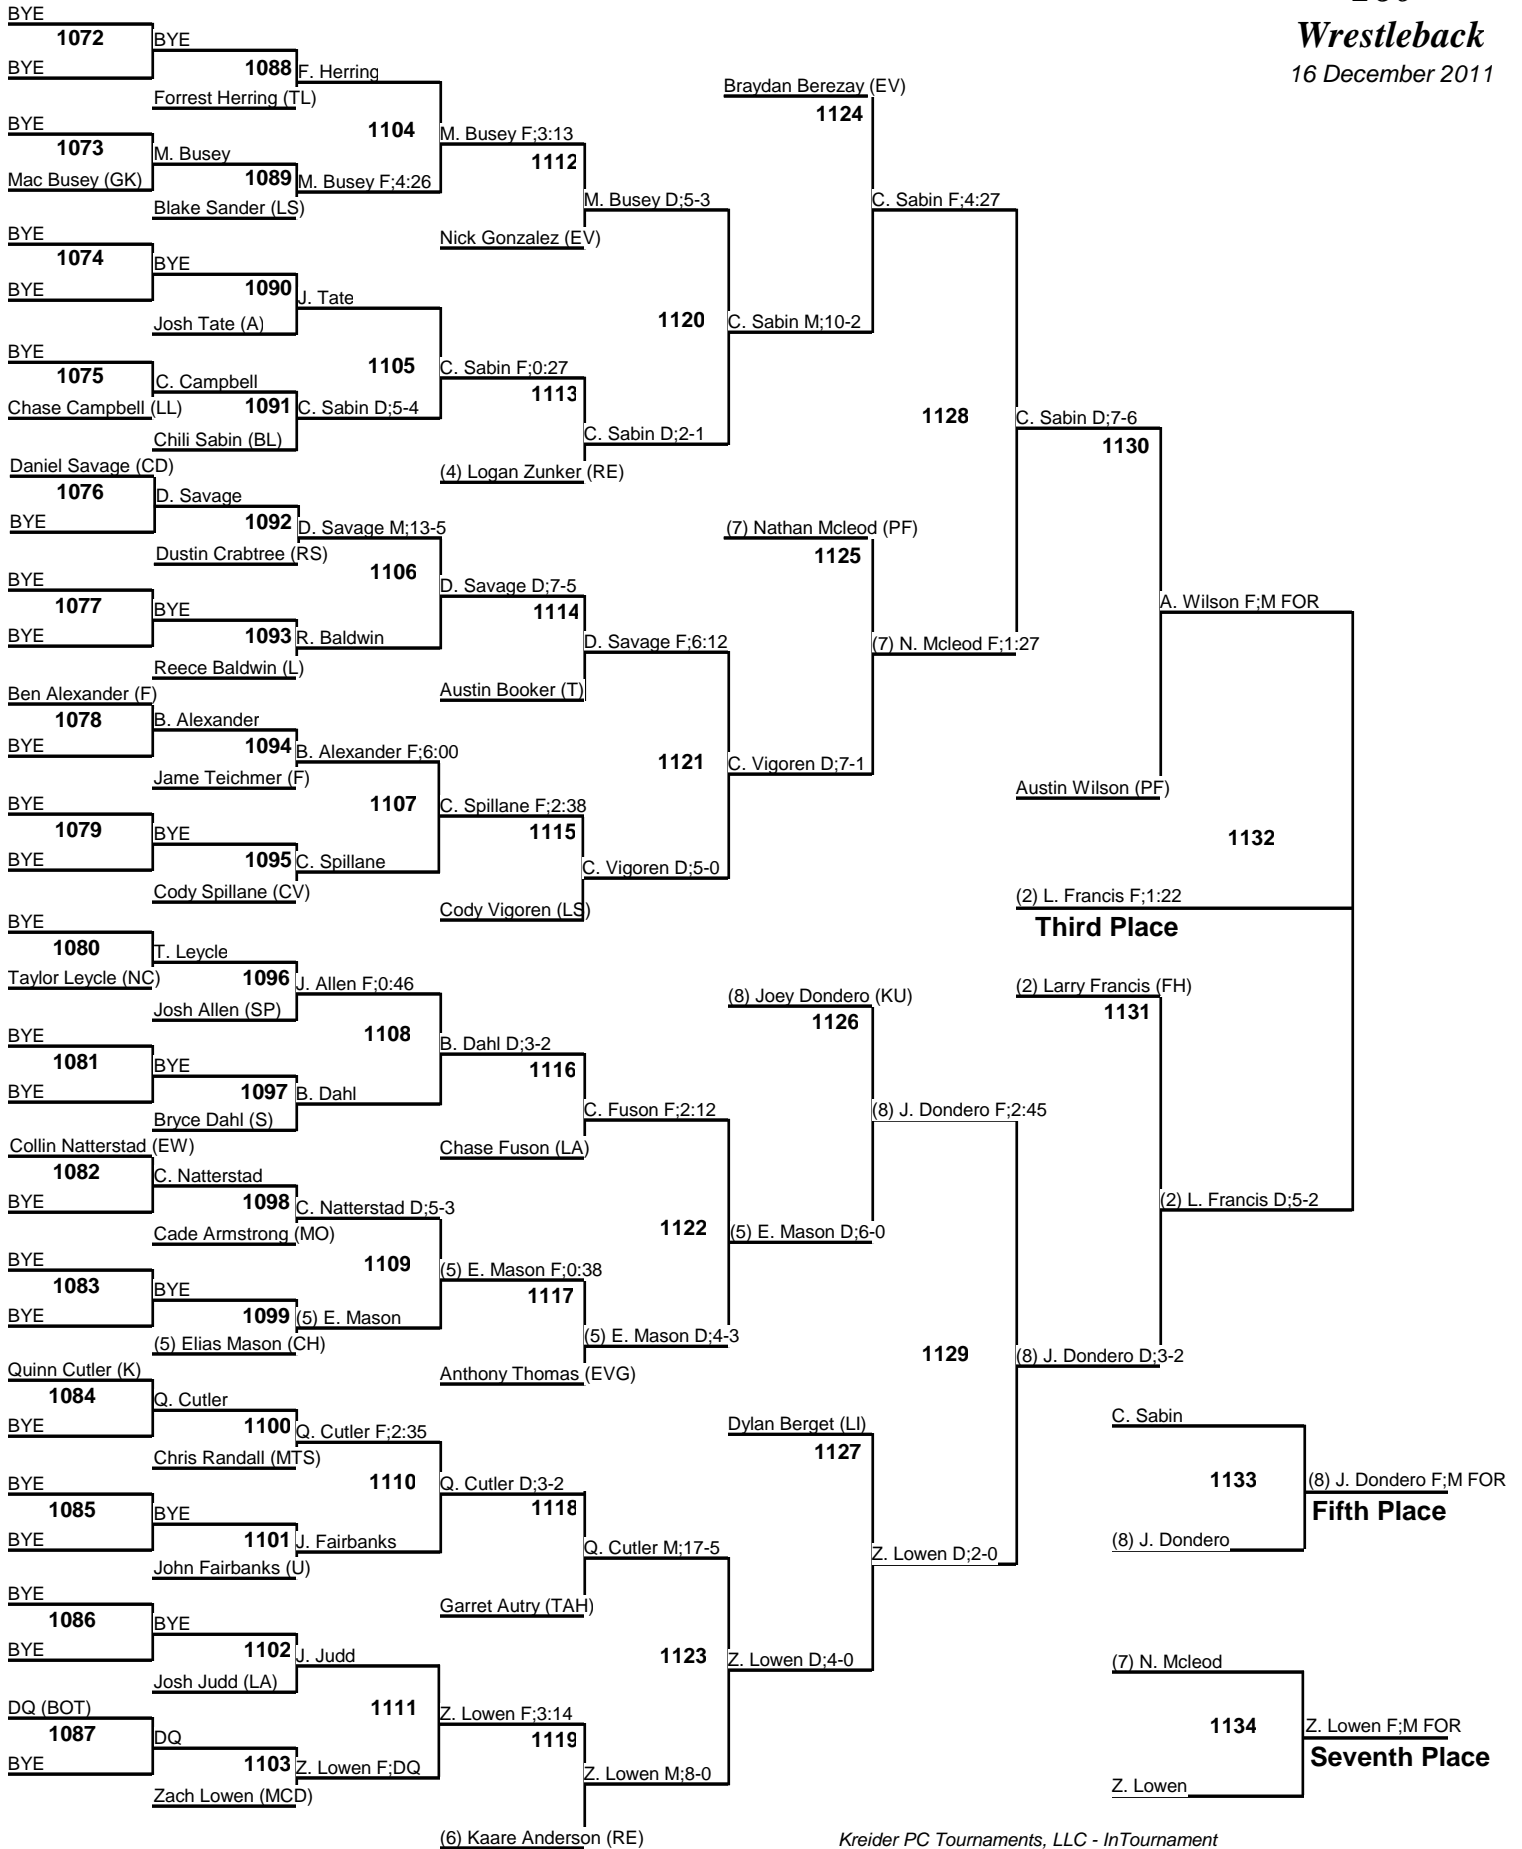 Wrestleback
16 December 2011
BYE
1072
BYE
BYE
1088
F. Herring
Forrest Herring (TL)
1104
BYE
1073
M. Busey
Mac Busey (GK)
1089
M. Busey F;4:26
Blake Sander (LS)
M. Busey F;3:13
1112
M. Busey D;5-3
Nick Gonzalez (EV)
BYE
1074
BYE
BYE
1090
J. Tate
Josh Tate (A)
1105
BYE
1075
C. Campbell
Chase Campbell (LL)
1091
C. Sabin D;5-4
Chili Sabin (BL)
C. Sabin F;0:27
1113
C. Sabin D;2-1
(4) Logan Zunker (RE)
1120
C. Sabin M;10-2
Braydan Berezay (EV)
1124
C. Sabin F;4:27
Daniel Savage (CD)
1076
D. Savage
BYE
1092
D. Savage M;13-5
Dustin Crabtree (RS)
1106
BYE
1077
BYE
BYE
1093
R. Baldwin
Reece Baldwin (L)
D. Savage D;7-5
1114
D. Savage F;6:12
Austin Booker (T)
Ben Alexander (F)
1078
B. Alexander
BYE
1094
B. Alexander F;6:00
Jame Teichmer (F)
1107
BYE
1079
BYE
BYE
1095
C. Spillane
Cody Spillane (CV)
C. Spillane F;2:38
1115
C. Vigoren D;5-0
Cody Vigoren (LS)
1121
C. Vigoren D;7-1
(7) Nathan Mcleod (PF)
1125
(7) N. Mcleod F;1:27
1128
C. Sabin D;7-6
1130
A. Wilson F;M FOR
Austin Wilson (PF)
1132
(2) L. Francis F;1:22
Third Place
BYE
1080
T. Leycle
Taylor Leycle (NC)
1096
J. Allen F;0:46
Josh Allen (SP)
1108
BYE
1081
BYE
BYE
1097
B. Dahl
Bryce Dahl (S)
B. Dahl D;3-2
1116
C. Fuson F;2:12
Chase Fuson (LA)
Collin Natterstad (EW)
1082
C. Natterstad
BYE
1098
C. Natterstad D;5-3
Cade Armstrong (MO)
1109
BYE
1083
BYE
BYE
1099
(5) E. Mason
(5) Elias Mason (CH)
(5) E. Mason F;0:38
1117
(5) E. Mason D;4-3
Anthony Thomas (EVG)
1122
(5) E. Mason D;6-0
(8) Joey Dondero (KU)
1126
(8) J. Dondero F;2:45
Quinn Cutler (K)
1084
Q. Cutler
BYE
1100
Q. Cutler F;2:35
Chris Randall (MTS)
1110
BYE
1085
BYE
BYE
1101
J. Fairbanks
John Fairbanks (U)
Q. Cutler D;3-2
1118
Q. Cutler M;17-5
Garret Autry (TAH)
BYE
1086
BYE
BYE
1102
J. Judd
Josh Judd (LA)
1111
DQ (BOT)
1087
DQ
BYE
1103
Z. Lowen F;DQ
Zach Lowen (MCD)
Z. Lowen F;3:14
1119
Z. Lowen M;8-0
(6) Kaare Anderson (RE)
1123
Z. Lowen D;4-0
Dylan Berget (LI)
1127
Z. Lowen D;2-0
1129
(8) J. Dondero D;3-2
(2) Larry Francis (FH)
1131
(2) L. Francis D;5-2
C. Sabin
1133
(8) J. Dondero F;M FOR
Fifth Place
(8) J. Dondero
(7) N. Mcleod
1134
Z. Lowen F;M FOR
Seventh Place
Z. Lowen
Kreider PC Tournaments, LLC - InTournament